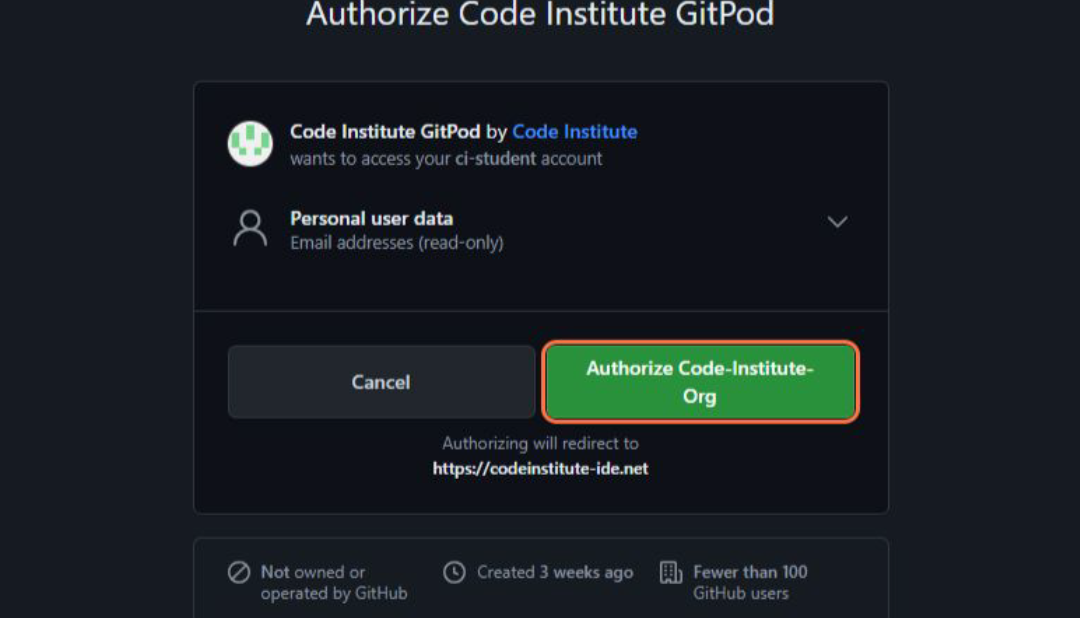 Authorize Code Institute GitPod
Code Institute GitPod by Code Institute
wants to access your ci-student account
Personal user data
Email addresses (read-only)
Cancel
Authorize Code-Institute-
Org
Authorizing will redirect to
https://codeinstitute-ide.net
Not owned or
operated by GitHub
Created 3 weeks ago
Fewer than 100
GitHub users